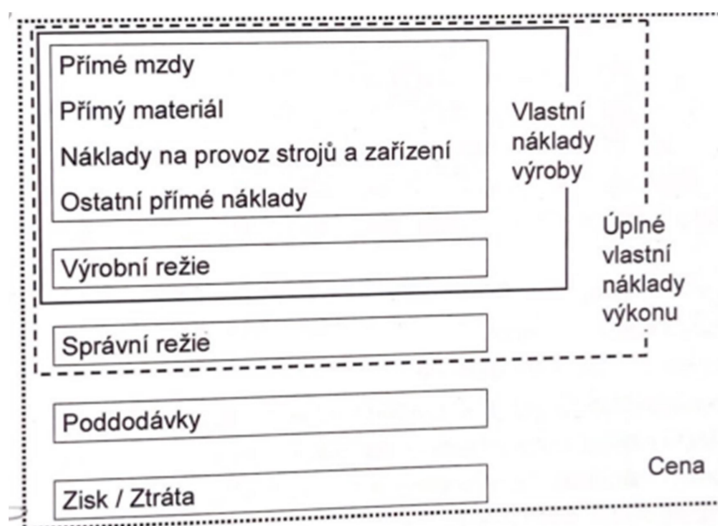 Přímé mzdy
Přímý materiál
Náklady na provoz strojů a zařízení
Ostatní přímé náklady
Výrobní režie
Vlastní
náklady
výroby
Správní režie
Úplné
vlastní
náklady
výkonu
Poddodávky
Zisk / Ztráta
Cena